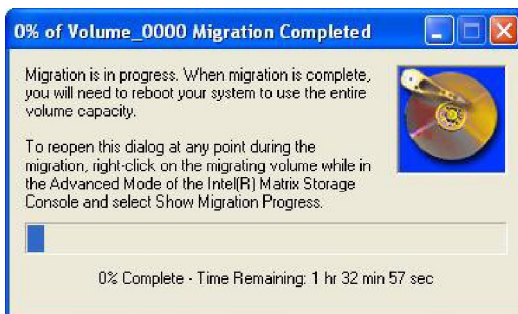 0% of Volume_0000 Migration Completed
Migration is in progress. When migration is complete,
you will need to reboot your system to use the entire
volume capacity.
To reopen this dialog at any point during the
migration, right-click on the migrating volume while in
the Advanced Mode of the Intel(R) Matrix Storage
Console and select Show Migration Progress.
0% Complete - Time Remaining: 1 hr 32 min 57 sec